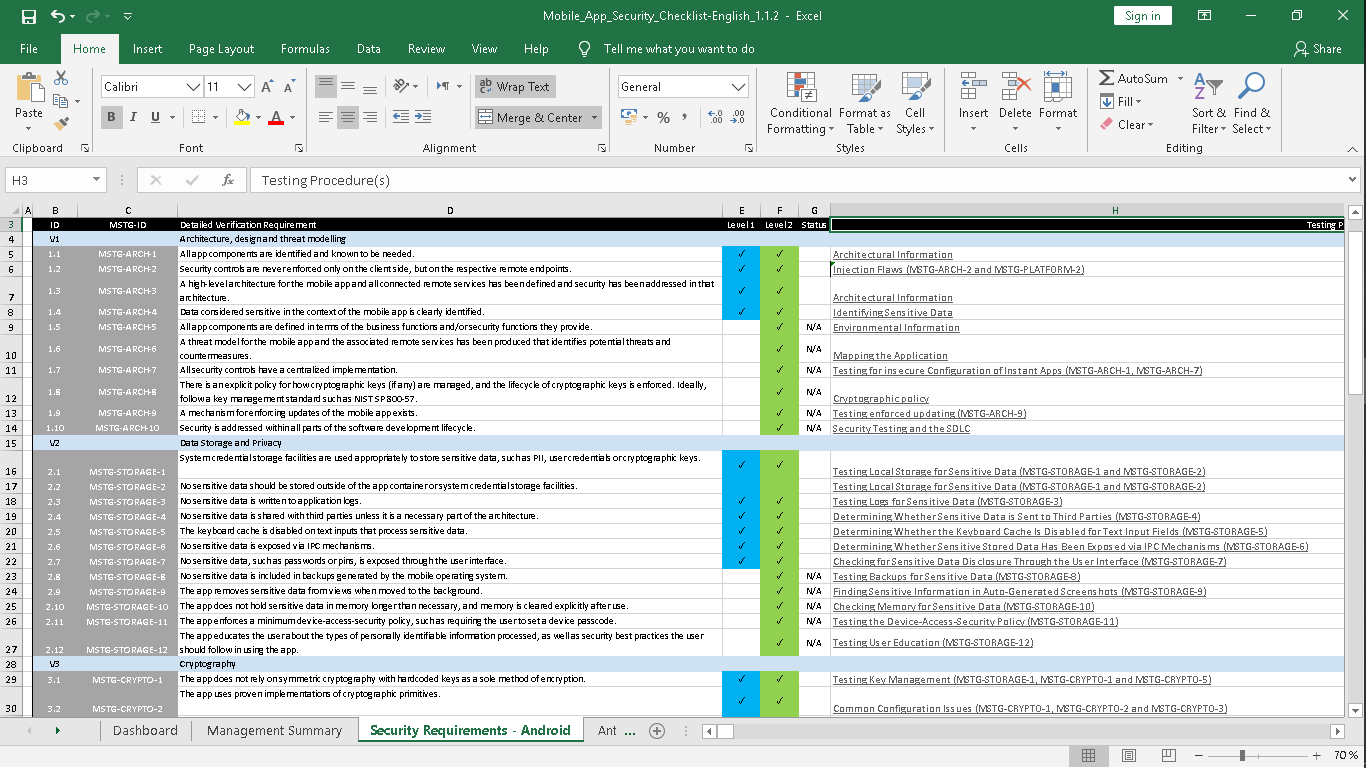 Mobile_App_Security_Checklist-English_1.1.2 - Excel
Sign in
File Home Insert Page Layout Formulas Data Review View Help Tell me what you want to do Share
Calibri 11 Wrap Text General AutoSum
Paste Merge & Center Conditional Formatting Format as Table Cell Styles Insert Delete Format Fill Clear Sort & Filter Find & Select
Clipboard Font Alignment Number Styles Cells Editing
H3 fx Testing Procedure(s)
A B C D E F G H
3 ID MSTG-ID Detailed Verification Requirement Level 1 Level 2 Status Testing P
4 V1 Architecture, design and threat modelling
5 1.1 MSTG-ARCH-1 All app components are identified and known to be needed. ✓ ✓ Architectural Information
6 1.2 MSTG-ARCH-2 Security controls are never enforced only on the client side, but on the respective remote endpoints. ✓ ✓ Injection Flaws (MSTG-ARCH-2 and MSTG-PLATFORM-2)
7 1.3 MSTG-ARCH-3 A high-level architecture for the mobile app and all connected remote services has been defined and security has been addressed in that
architecture. ✓ ✓ Architectural Information
8 1.4 MSTG-ARCH-4 Data considered sensitive in the context of the mobile app is clearly identified. ✓ ✓ Identifying Sensitive Data
9 1.5 MSTG-ARCH-5 All app components are defined in terms of the business functions and/or security functions they provide. ✓ N/A Environmental Information
10 1.6 MSTG-ARCH-6 A threat model for the mobile app and the associated remote services has been produced that identifies potential threats and
countermeasures. ✓ N/A Mapping the Application
11 1.7 MSTG-ARCH-7 All security controls have a centralized implementation. ✓ N/A Testing for insecure Configuration of Instant Apps (MSTG-ARCH-1, MSTG-ARCH-7)
12 1.8 MSTG-ARCH-8 There is an explicit policy for how cryptographic keys (if any) are managed, and the lifecycle of cryptographic keys is enforced. Ideally,
follow a key management standard such as NIST SP 800-57. ✓ N/A Cryptographic policy
13 1.9 MSTG-ARCH-9 A mechanism for enforcing updates of the mobile app exists. ✓ N/A Testing enforced updating (MSTG-ARCH-9)
14 1.10 MSTG-ARCH-10 Security is addressed within all parts of the software development lifecycle. ✓ N/A Security Testing and the SDLC
15 V2 Data Storage and Privacy
16 2.1 MSTG-STORAGE-1 System credential storage facilities are used appropriately to store sensitive data, such as PII, user credentials or cryptographic keys. ✓ ✓ Testing Local Storage for Sensitive Data (MSTG-STORAGE-1 and MSTG-STORAGE-2)
17 2.2 MSTG-STORAGE-2 No sensitive data should be stored outside of the app container or system credential storage facilities. Testing Local Storage for Sensitive Data (MSTG-STORAGE-1 and MSTG-STORAGE-2)
18 2.3 MSTG-STORAGE-3 No sensitive data is written to application logs. ✓ ✓ Testing Logs for Sensitive Data (MSTG-STORAGE-3)
19 2.4 MSTG-STORAGE-4 No sensitive data is shared with third parties unless it is a necessary part of the architecture. ✓ ✓ Determining Whether Sensitive Data is Sent to Third Parties (MSTG-STORAGE-4)
20 2.5 MSTG-STORAGE-5 The keyboard cache is disabled on text inputs that process sensitive data. ✓ ✓ Determining Whether the Keyboard Cache Is Disabled for Text Input Fields (MSTG-STORAGE-5)
21 2.6 MSTG-STORAGE-6 No sensitive data is exposed via IPC mechanisms. ✓ ✓ Determining Whether Sensitive Stored Data Has Been Exposed via IPC Mechanisms (MSTG-STORAGE-6)
22 2.7 MSTG-STORAGE-7 No sensitive data, such as passwords or pins, is exposed through the user interface. ✓ ✓ Checking for Sensitive Data Disclosure Through the User Interface (MSTG-STORAGE-7)
23 2.8 MSTG-STORAGE-8 No sensitive data is included in backups generated by the mobile operating system. ✓ N/A Testing Backups for Sensitive Data (MSTG-STORAGE-8)
24 2.9 MSTG-STORAGE-9 The app removes sensitive data from views when moved to the background. ✓ N/A Finding Sensitive Information in Auto-Generated Screenshots (MSTG-STORAGE-9)
25 2.10 MSTG-STORAGE-10 The app does not hold sensitive data in memory longer than necessary, and memory is cleared explicitly after use. ✓ N/A Checking Memory for Sensitive Data (MSTG-STORAGE-10)
26 2.11 MSTG-STORAGE-11 The app enforces a minimum device-access-security policy, such as requiring the user to set a device passcode. ✓ N/A Testing the Device-Access-Security Policy (MSTG-STORAGE-11)
27 2.12 MSTG-STORAGE-12 The app educates the user about the types of personally identifiable information processed, as well as security best practices the user
should follow in using the app. ✓ N/A Testing User Education (MSTG-STORAGE-12)
28 V3 Cryptography
29 3.1 MSTG-CRYPTO-1 The app does not rely on symmetric cryptography with hardcoded keys as a sole method of encryption. ✓ ✓ Testing Key Management (MSTG-STORAGE-1, MSTG-CRYPTO-1 and MSTG-CRYPTO-5)
30 3.2 MSTG-CRYPTO-2 The app uses proven implementations of cryptographic primitives. ✓ ✓ Common Configuration Issues (MSTG-CRYPTO-1, MSTG-CRYPTO-2 and MSTG-CRYPTO-3)
Dashboard Management Summary Security Requirements - Android Ant ...
70 %